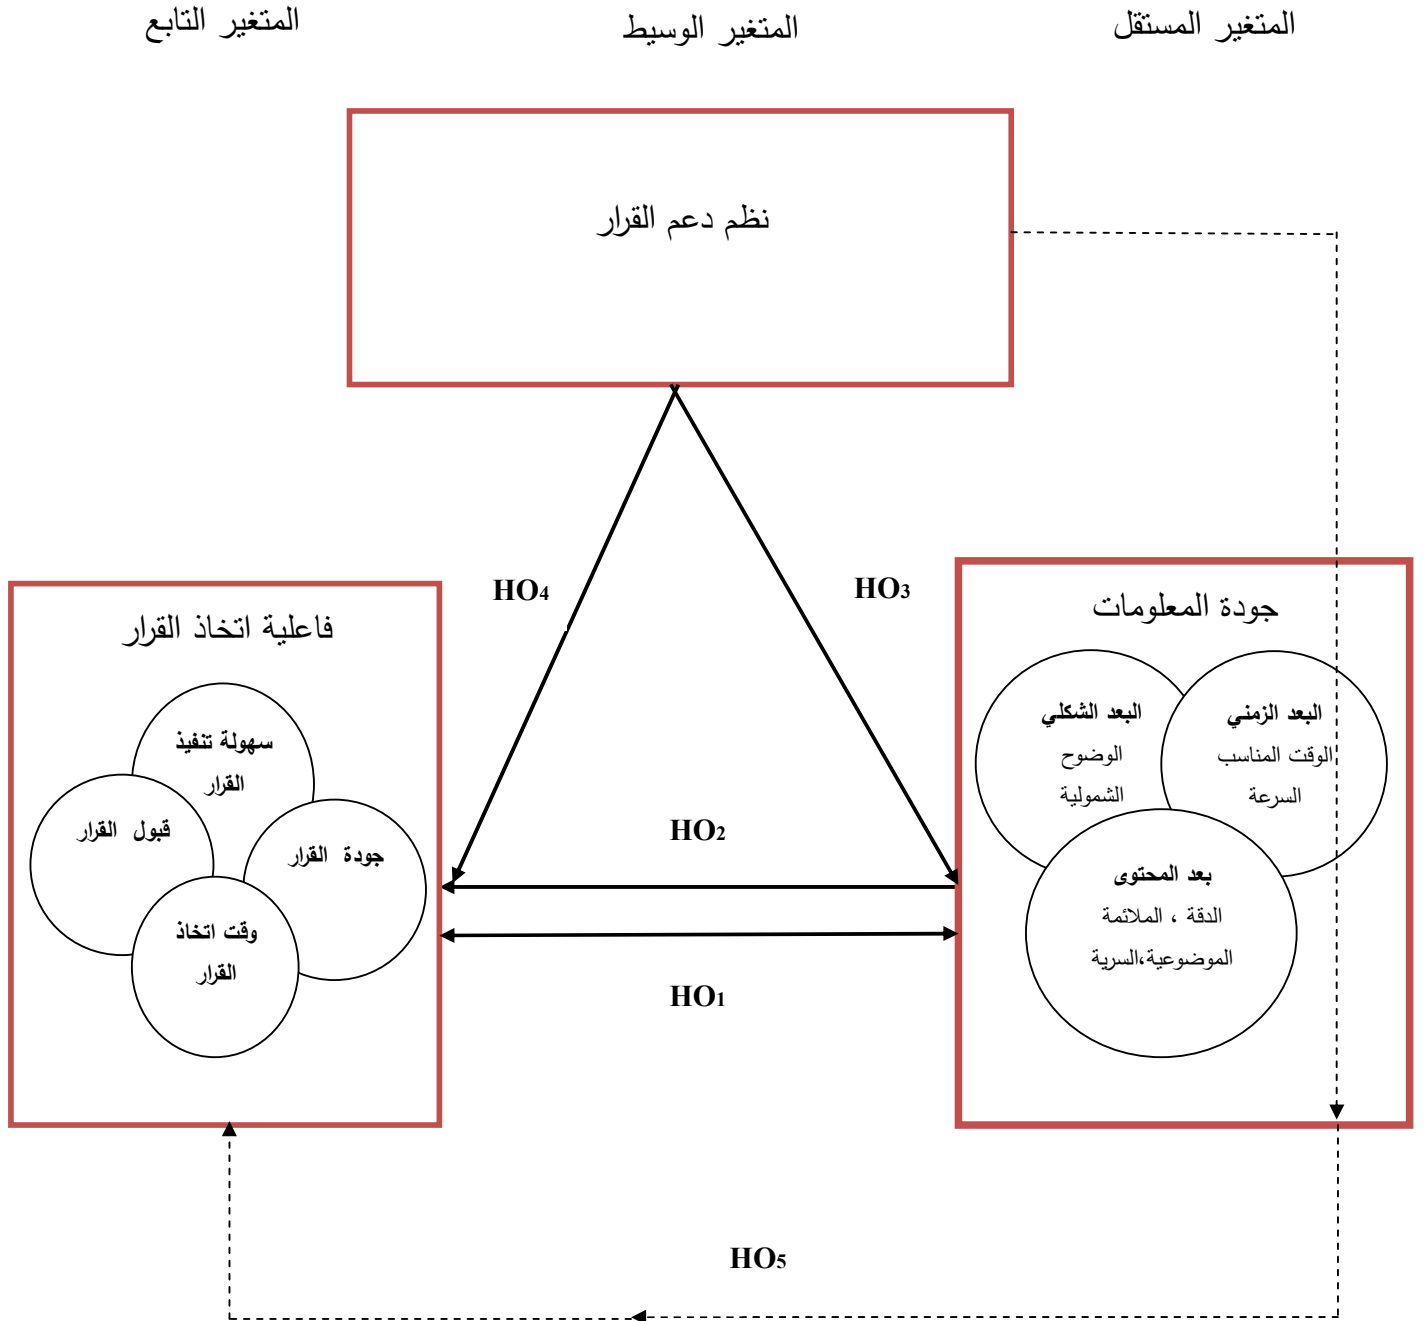 المتغير المستقل
المتغير الوسيط
المتغير التابع
نظم دعم القرار
HO3
HO4
جودة المعلومات
البعد الزمني
الوقت المناسب
السرعة
البعد الشكلي
الوضوح
الشمولية
بعد المحتوى
الدقة ، الملائمة
الموضوعية،السرية
فاعلية اتخاذ القرار
سهولة تنفيذ
القرار
جودة القرار
قبول القرار
وقت اتخاذ
القرار
HO2
HO1
HO5